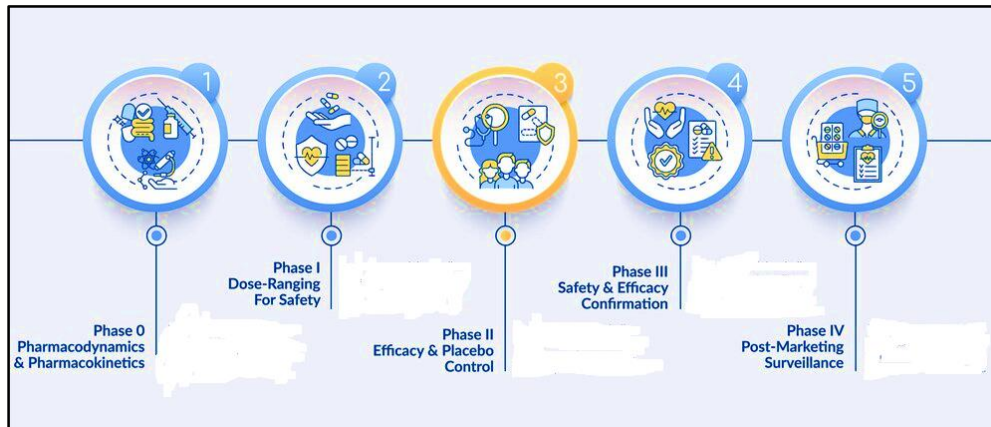 1
2
3
4
5
Phase 0
Pharmacodynamics
& Pharmacokinetics
Phase I
Dose-Ranging
For Safety
Phase II
Efficacy & Placebo
Control
Phase III
Safety & Efficacy
Confirmation
Phase IV
Post-Marketing
Surveillance